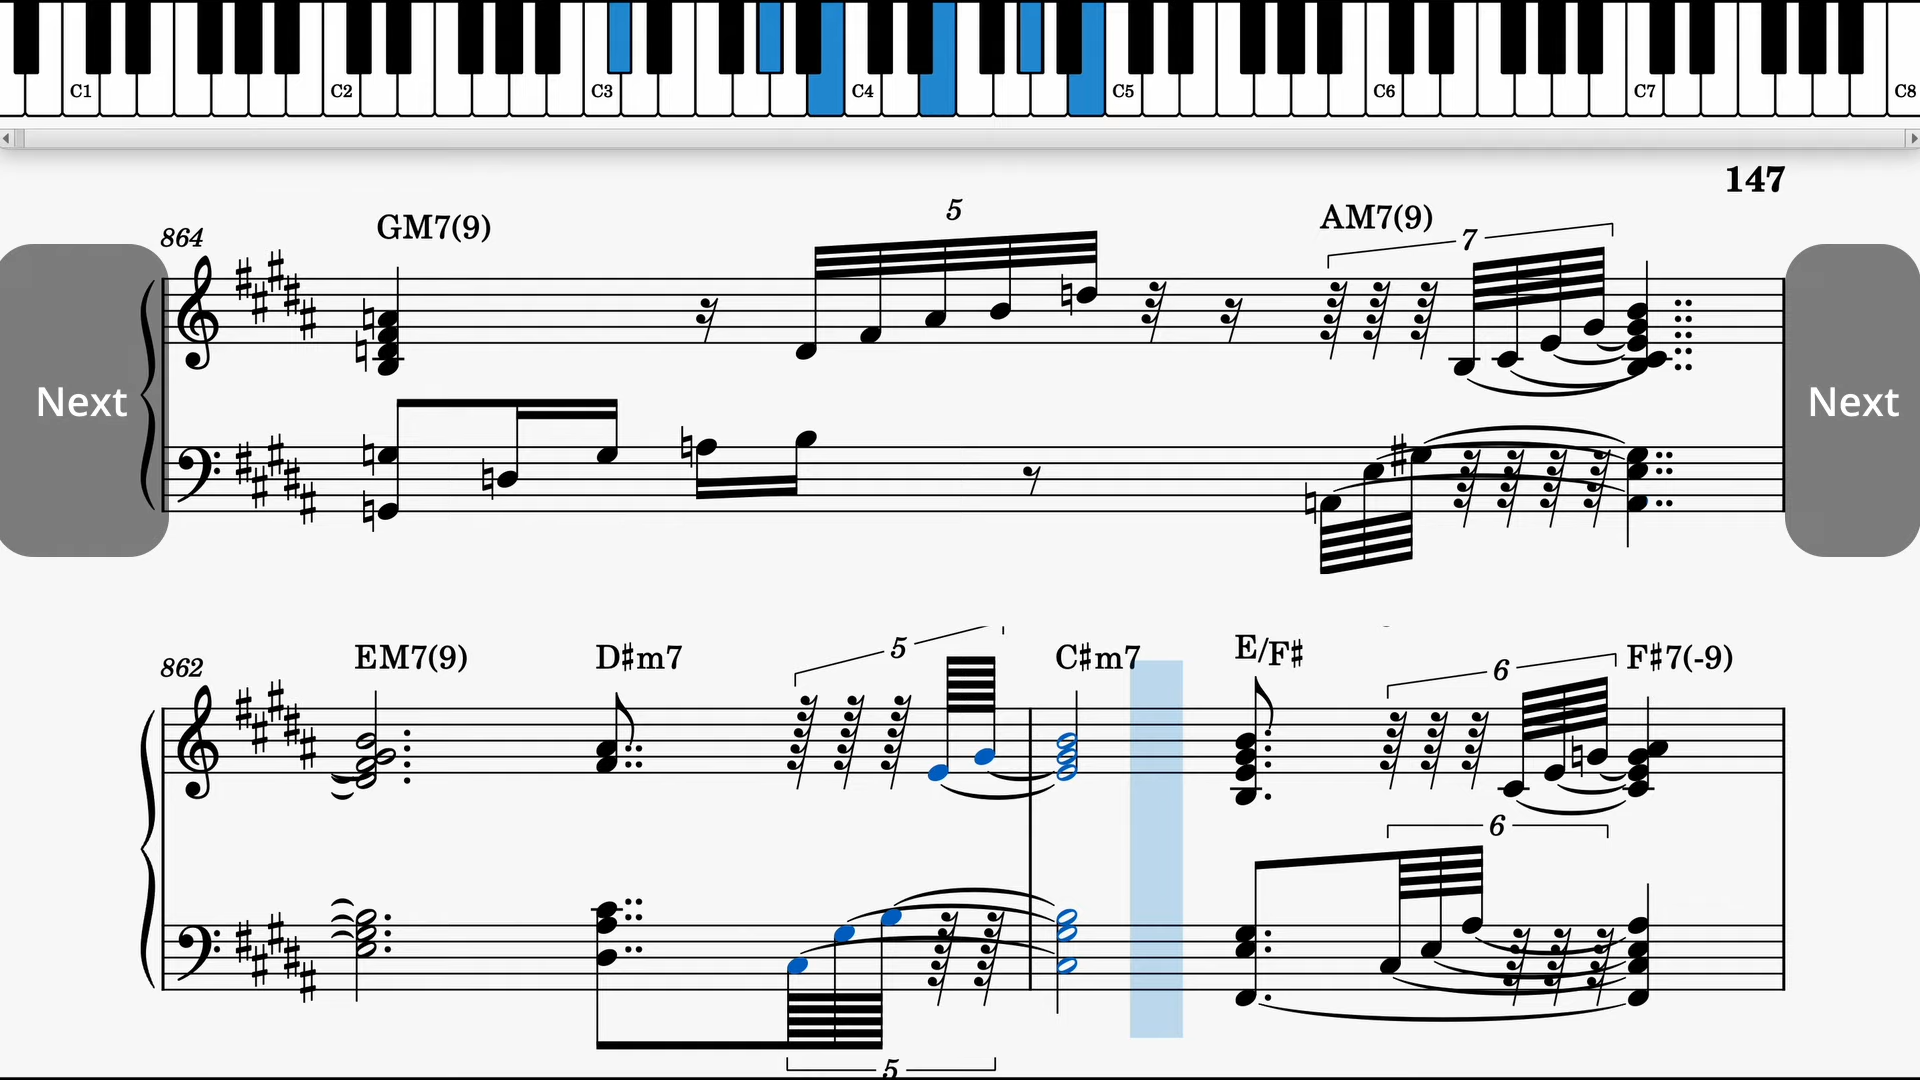 C1 C2 C3 C4 C5 C6 C7 C8
147
864 GM7(9) 5 AM7(9) 7
Next Next
862 EM7(9) D♯m7 5 C♯m7 E/F♯ 6 F♯7(-9)
6
5